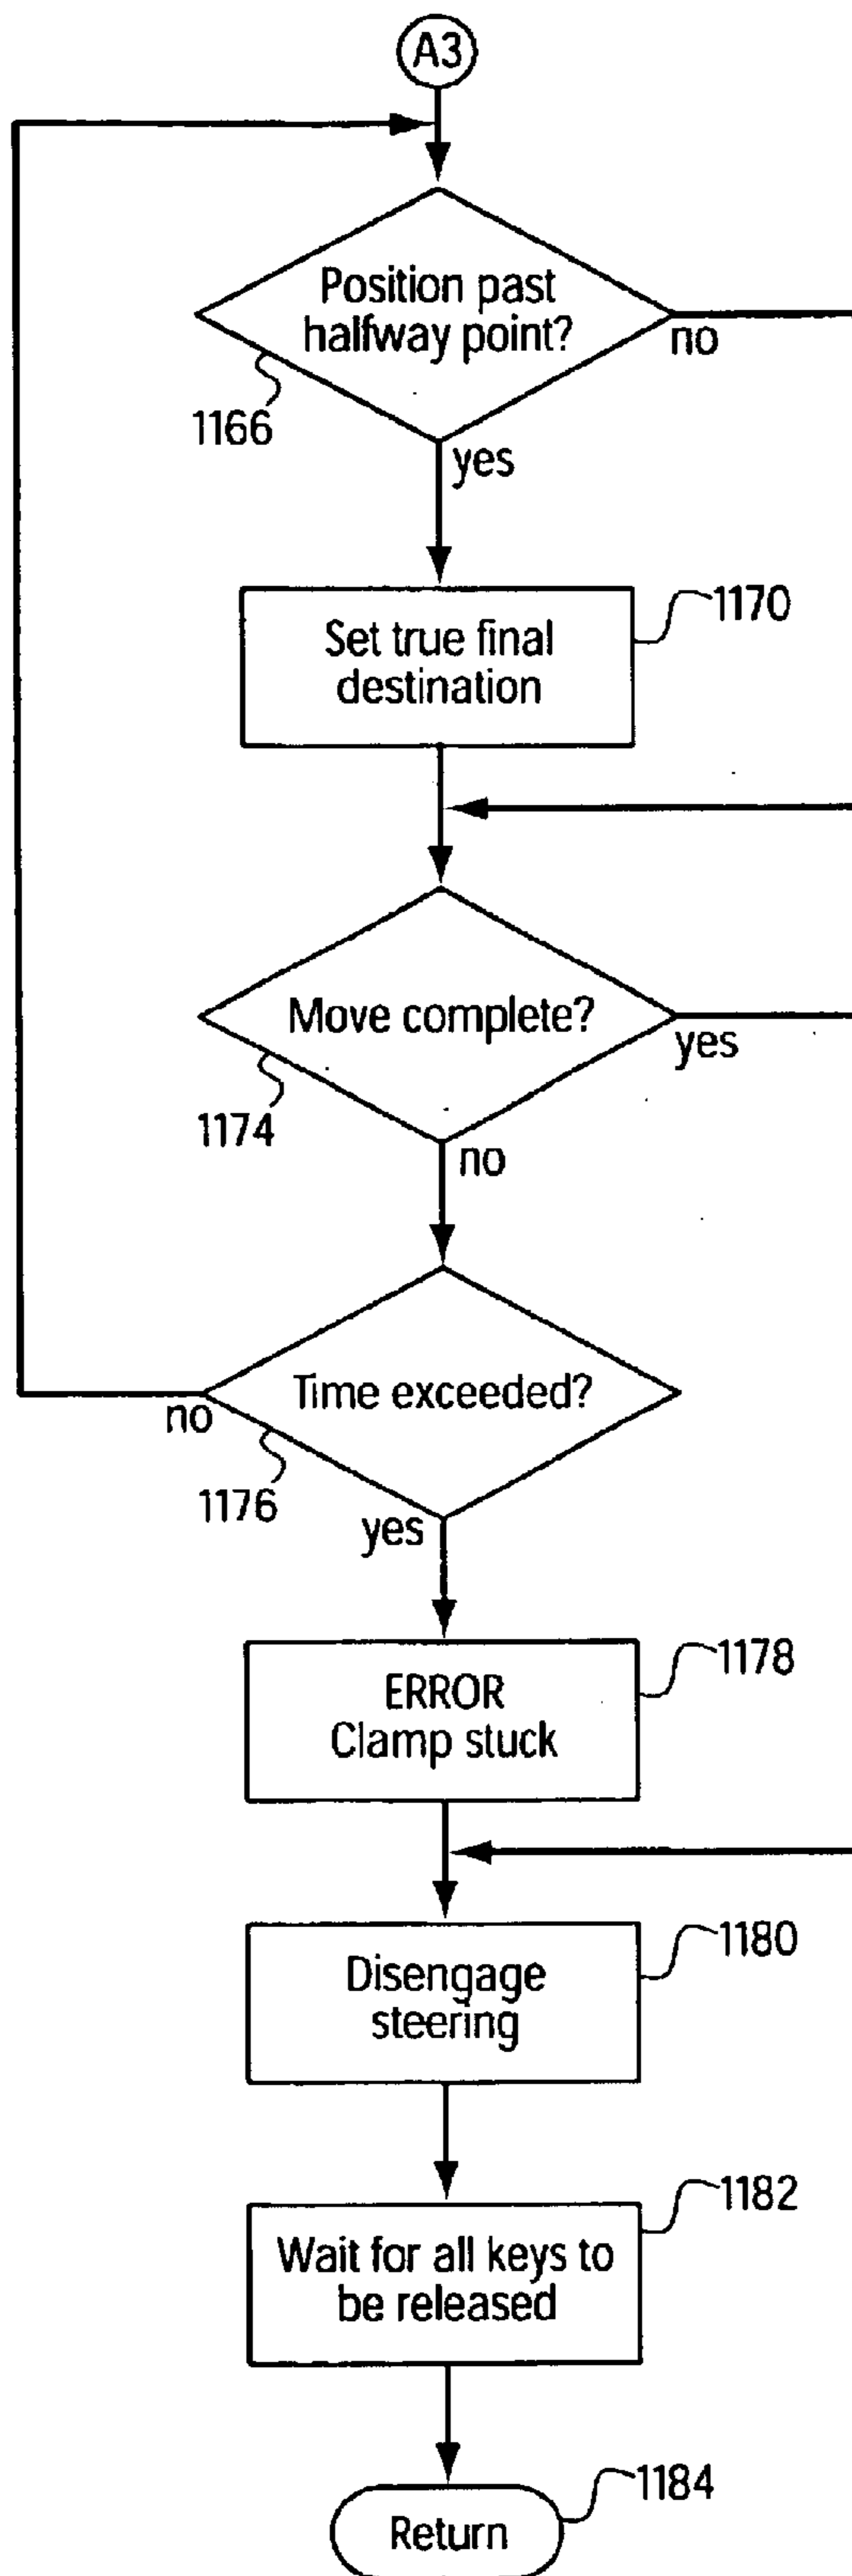 A3
Position past
halfway point?
no
1166
yes
1170
Set true final
destination
Move complete?
yes
1174
no
Time exceeded?
no
1176
yes
1178
ERROR
Clamp stuck
1180
Disengage
steering
1182
Wait for all keys to
be released
1184
Return